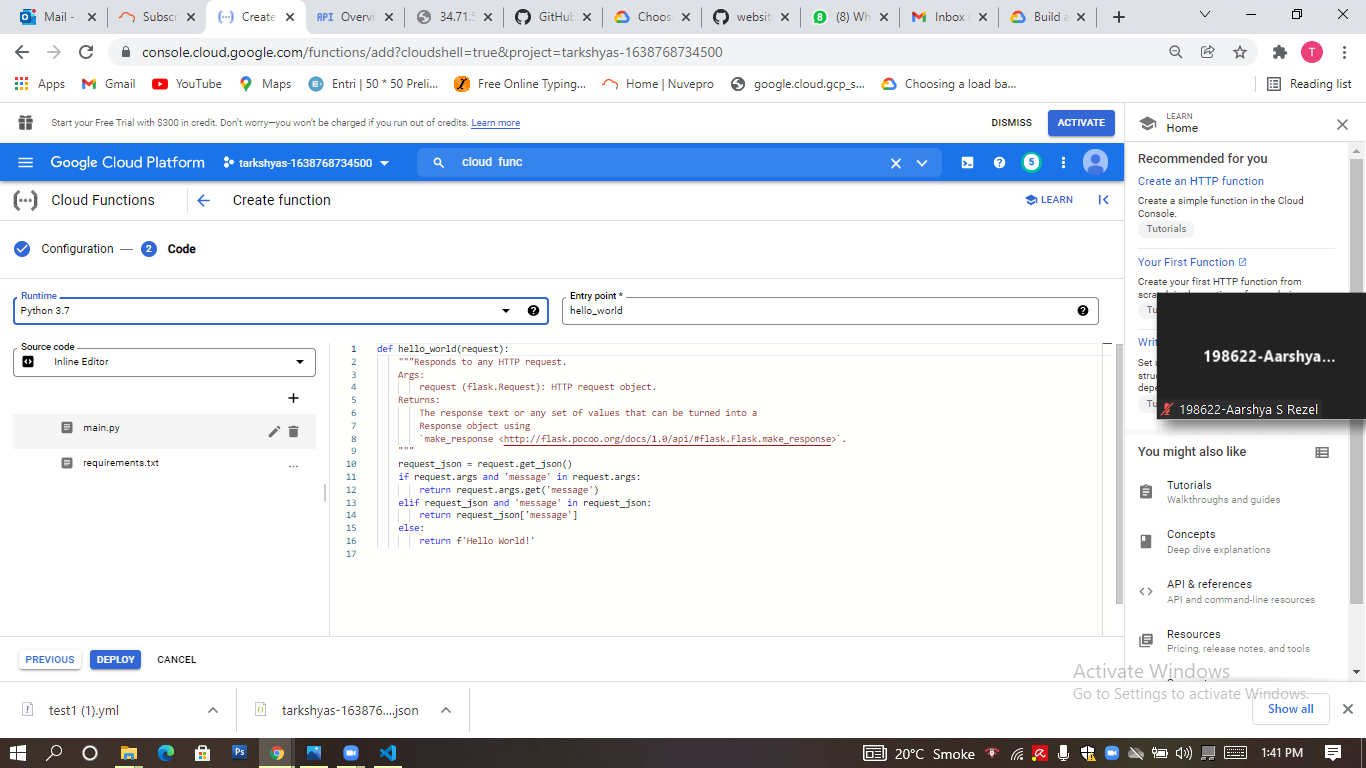 Mail -
Subscr
Create
API Overvi
34.71.5
GitHub
Choos
websit
8 (8) Wh
Inbox
Build a
console.cloud.google.com/functions/add?cloudshell=true&project=tarkshyas-1638768734500
T
Apps
Gmail
YouTube
Maps
Entri | 50 * 50 Preli...
Free Online Typing...
Home | Nuvepro
google.cloud.gcp_s...
Choosing a load ba...
Reading list
Start your Free Trial with $300 in credit. Don't worry—you won't be charged if you run out of credits. Learn more
DISMISS
ACTIVATE
Google Cloud Platform
tarkshyas-1638768734500
cloud func
5
Cloud Functions
Create function
LEARN
Configuration — 2 Code
Runtime
Python 3.7
Entry point *
hello_world
Source code
Inline Editor
main.py
requirements.txt
1 def hello_world(request):
2 """Responds to any HTTP request.
3 Args:
4 request (flask.Request): HTTP request object.
5 Returns:
6 The response text or any set of values that can be turned into a
7 Response object using
8 `make_response <http://flask.pocoo.org/docs/1.0/api/#flask.Flask.make_response>`.
9 """
10 request_json = request.get_json()
11 if request.args and 'message' in request.args:
12 return request.args.get('message')
13 elif request_json and 'message' in request_json:
14 return request_json['message']
15 else:
16 return f'Hello World!'
17
PREVIOUS
DEPLOY
CANCEL
LEARN
Home
Recommended for you
Create an HTTP function
Create a simple function in the Cloud
Console.
Tutorials
Your First Function
Create your first HTTP function from
Writ
Set
stru
dep
198622-Aarshya...
198622-Aarshya S Rezel
You might also like
Tutorials
Walkthroughs and guides
Concepts
Deep dive explanations
API & references
API and command-line resources
Resources
Pricing, release notes, and tools
Activate Windows
Go to Settings to activate Windows.
test1 (1).yml
tarkshyas-163876....json
Show all
Ps
20°C Smoke
1:41 PM